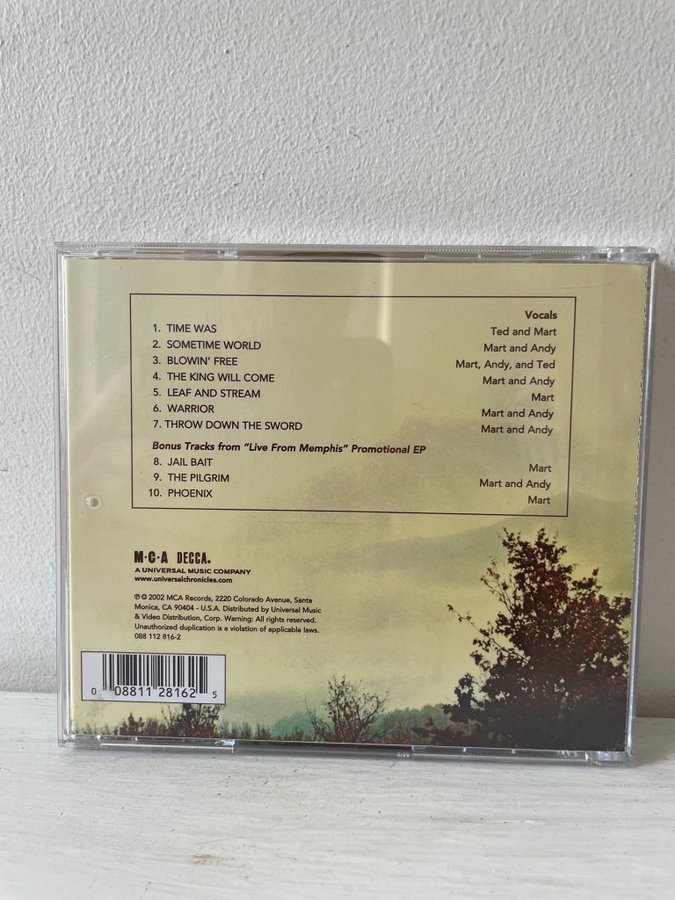 Vocals
1. TIME WAS Ted and Mart
2. SOMETIME WORLD Mart and Andy
3. BLOWIN' FREE Mart, Andy, and Ted
4. THE KING WILL COME Mart and Andy
5. LEAF AND STREAM Mart
6. WARRIOR Mart and Andy
7. THROW DOWN THE SWORD Mart and Andy
Bonus Tracks from "Live From Memphis" Promotional EP
8. JAIL BAIT Mart
9. THE PILGRIM Mart and Andy
10. PHOENIX Mart
M·C·A DECCA.
A UNIVERSAL MUSIC COMPANY
www.universalchronicles.com
℗ © 2002 MCA Records, 2220 Colorado Avenue, Santa
Monica, CA 90404 - U.S.A. Distributed by Universal Music
& Video Distribution, Corp. Warning: All rights reserved.
Unauthorized duplication is a violation of applicable laws.
088 112 816-2
0 08811 28162 5